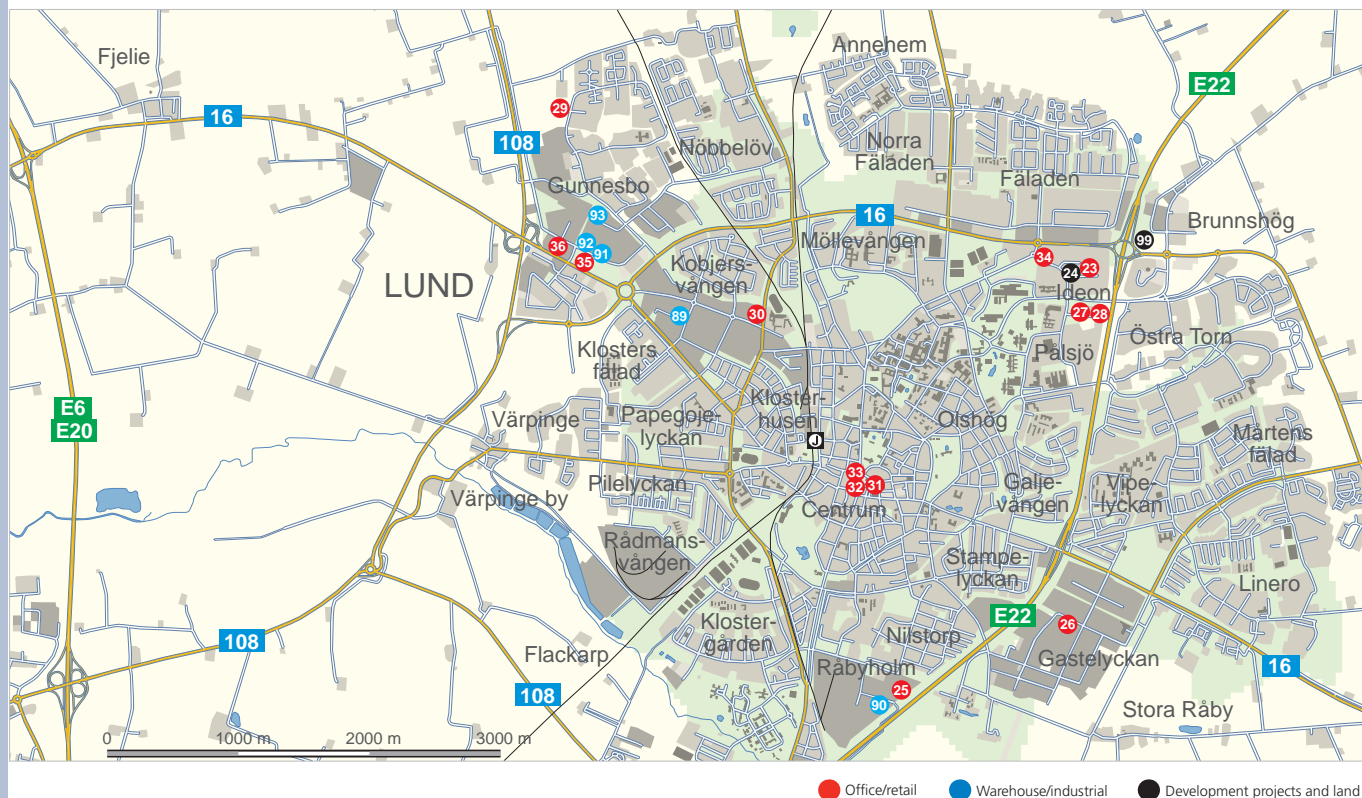 Fjelie
Annehem
E22
29
16
108
Nöbbelöv
Norra
Fäladen
Fäladen
Gunnesbo
93
16
Brunnshög
99
36
92
91
35
Möllevången
34
24
23
Kobjers-
vången
LUND
Ideon
89
30
27
28
Östra Torn
Klosters
fälad
Pålsjö
E6
E20
Värpinge
Papegoje-
lyckan
Kloster-
husen
Olshög
Mårtens
fälad
33
32
31
Pilelyckan
Värpinge by
Centrum
Galje-
vången
Vipe-
lyckan
Rådmans-
vången
Stampe-
lyckan
Linero
E22
26
108
Flackarp
Kloster-
gården
Nilstorp
Gastelyckan
16
Råbyholm
108
25
90
Stora Råby
0 1000 m 2000 m 3000 m
Office/retail Warehouse/industrial Development projects and land